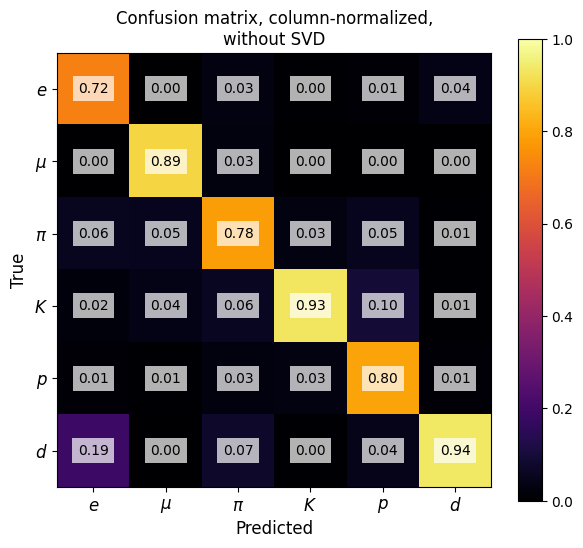 Confusion matrix, column-normalized,
without SVD
e 0.72 0.00 0.03 0.00 0.01 0.04
μ 0.00 0.89 0.03 0.00 0.00 0.00
π 0.06 0.05 0.78 0.03 0.05 0.01
K 0.02 0.04 0.06 0.93 0.10 0.01
p 0.01 0.01 0.03 0.03 0.80 0.01
d 0.19 0.00 0.07 0.00 0.04 0.94
e μ π K p d
Predicted
True
1.0
0.8
0.6
0.4
0.2
0.0